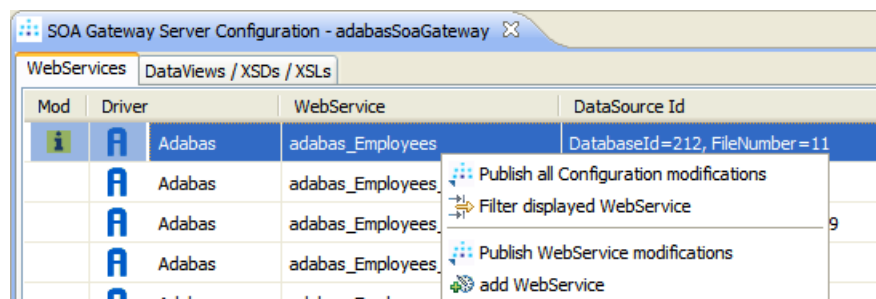 SOA Gateway Server Configuration - adabasSoaGateway
WebServices DataViews / XSDs / XSLs
Mod Driver WebService DataSource Id
Adabas adabas_Employees DatabaseId=212, FileNumber=11
Publish all Configuration modifications
Adabas adabas_Employees_
Filter displayed WebService
Adabas adabas_Employees_ 9
Publish WebService modifications
Adabas adabas_Employees_
add WebService